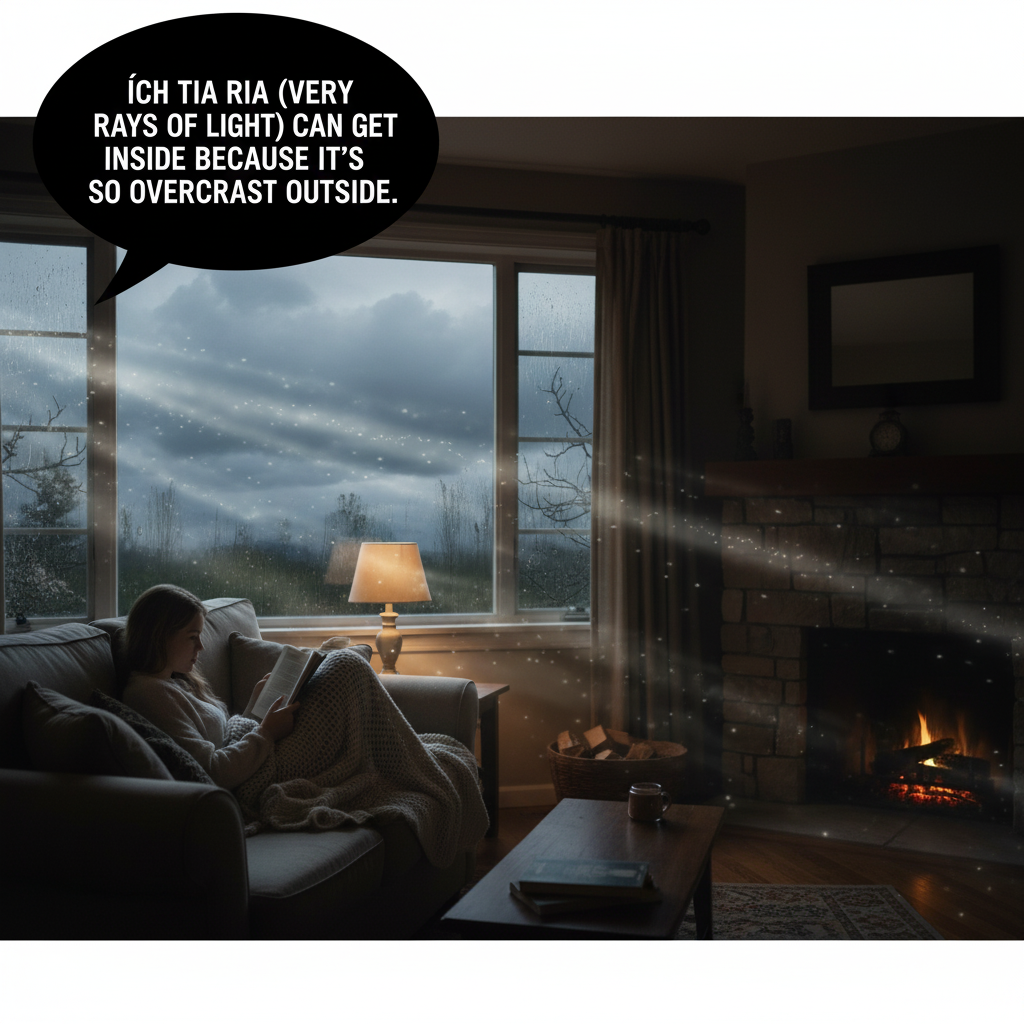 ÍCH TIA RIA (VERY
RAYS OF LIGHT) CAN GET
INSIDE BECAUSE IT'S
SO OVERCRAST OUTSIDE.